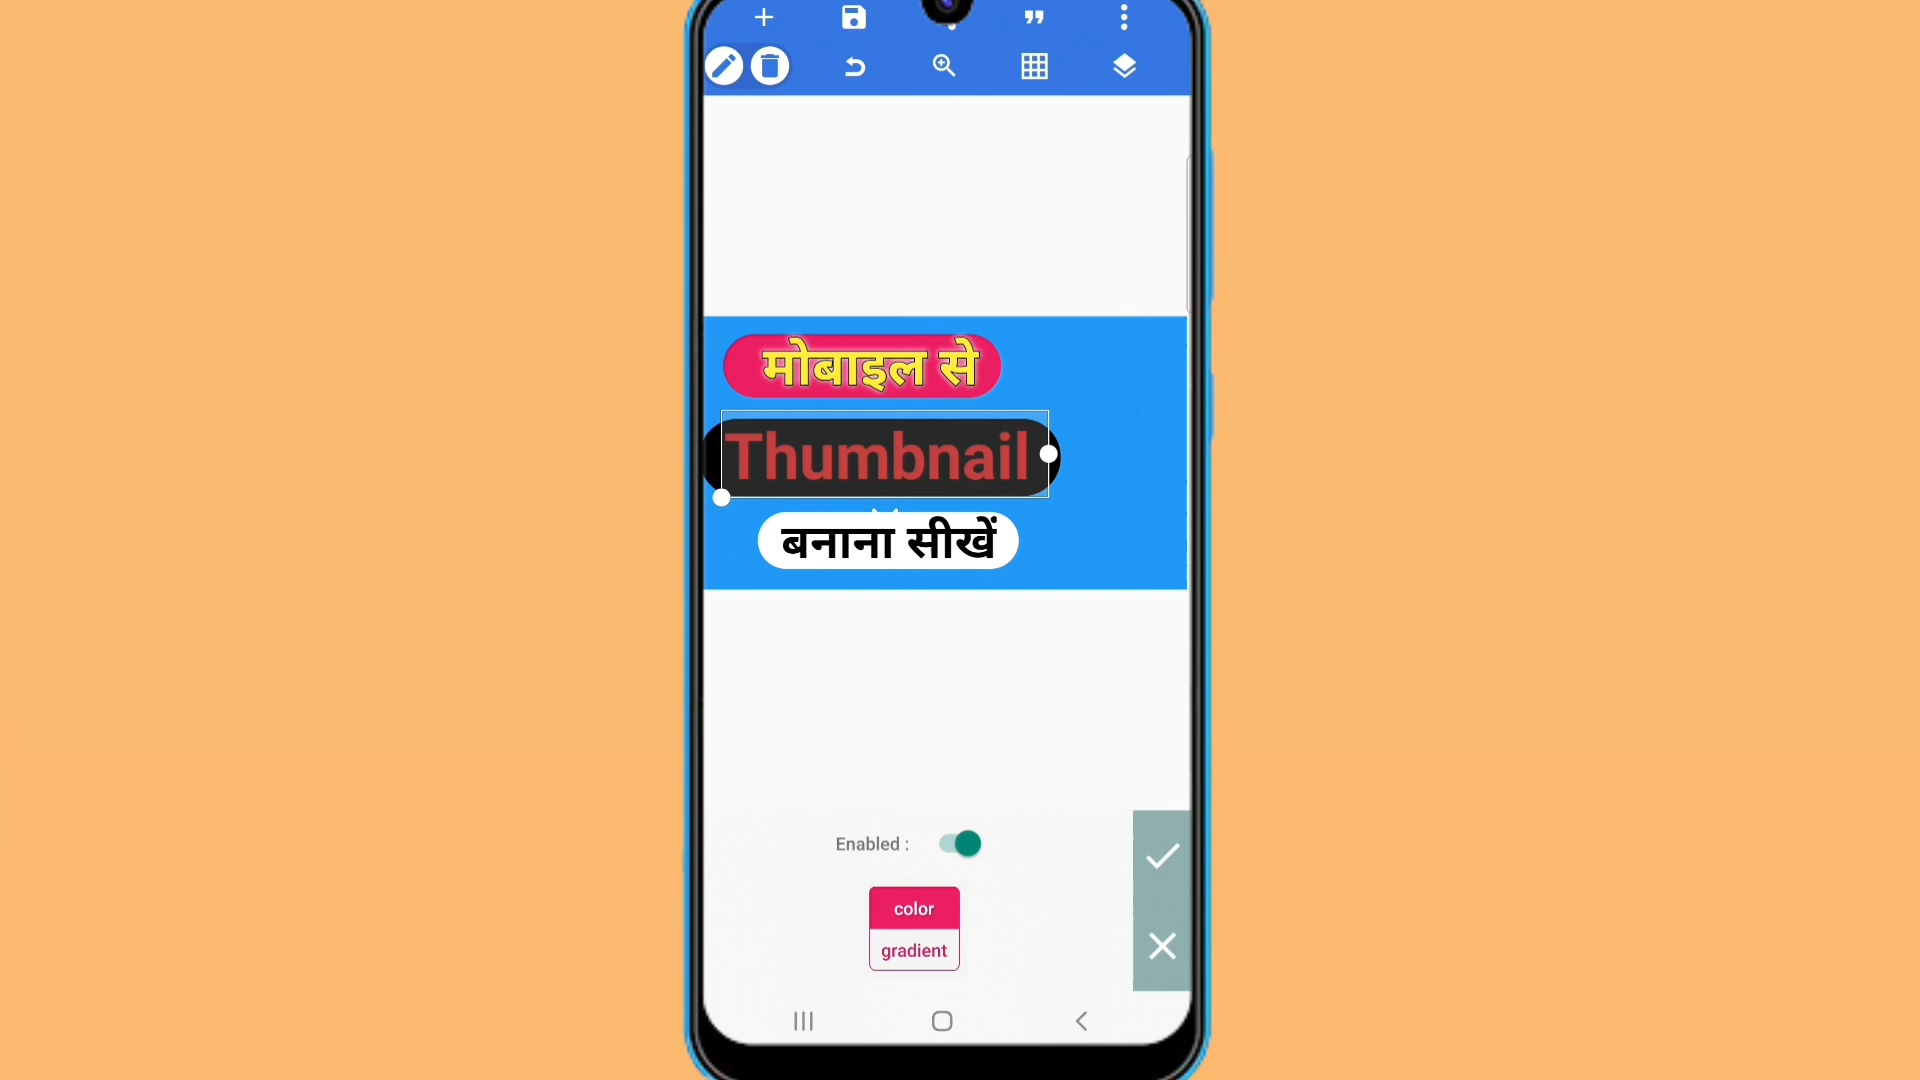 मोबाइल से
Thumbnail
बनाना सीखें
Enabled :
color
gradient